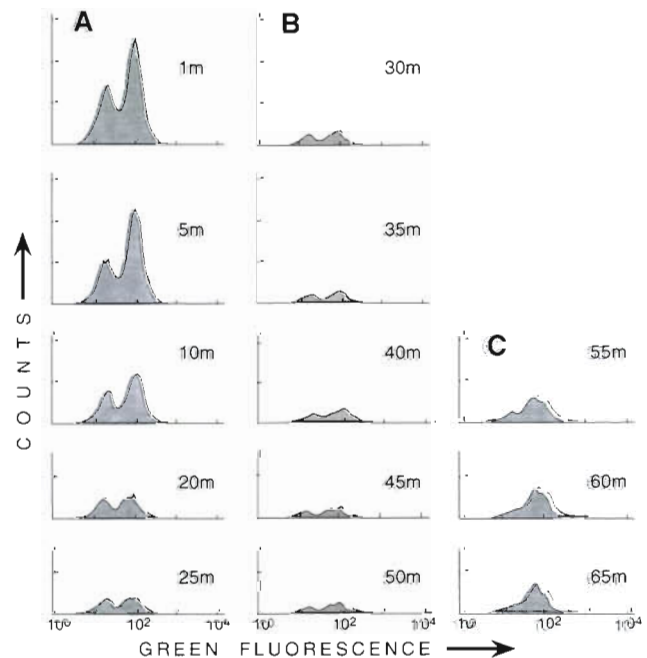 A
B
1m
30m
5m
35m
10m
40m
C
55m
20m
45m
60m
25m
50m
65m
10⁰ 10² 10⁴
10⁰ 10² 10⁴
10⁰ 10² 10⁴
COUNTS
GREEN FLUORESCENCE